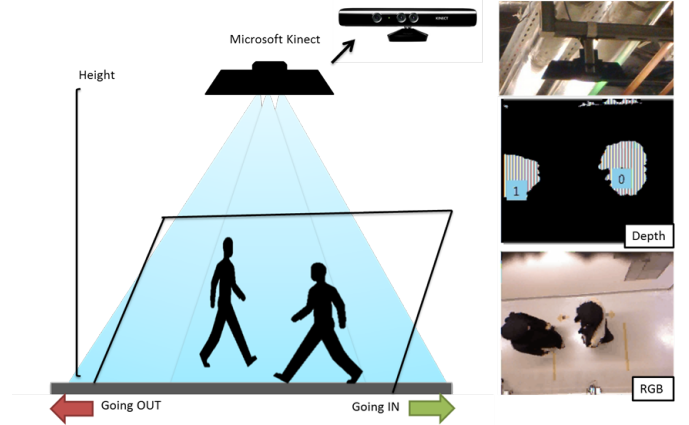 Microsoft Kinect
KINECT
Height
1
0
Depth
RGB
Going OUT
Going IN